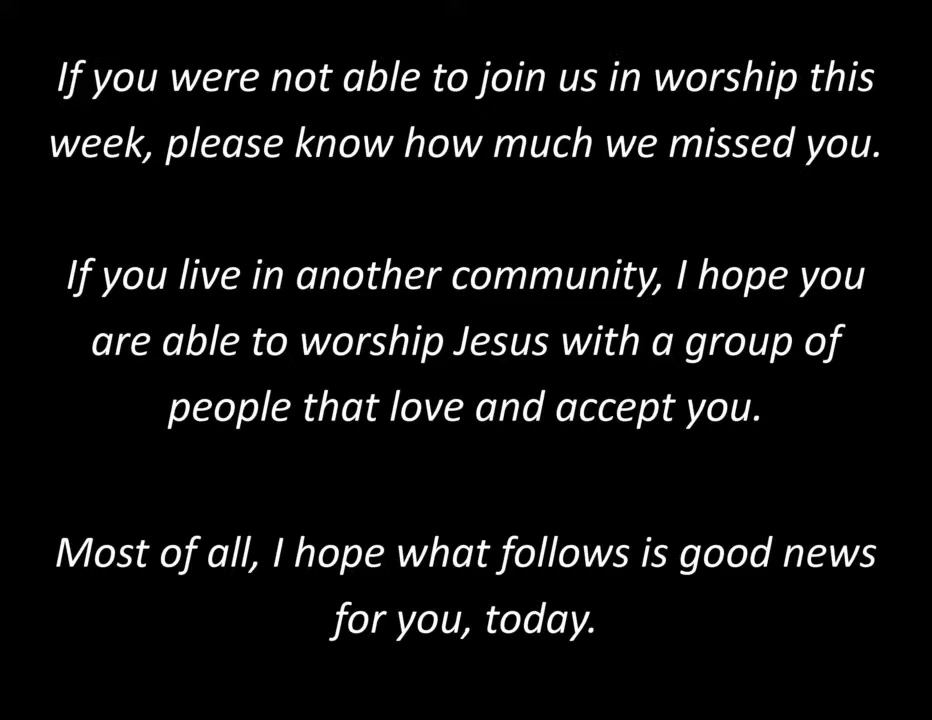 If you were not able to join us in worship this
week, please know how much we missed you.
If you live in another community, I hope you
are able to worship Jesus with a group of
people that love and accept you.
Most of all, I hope what follows is good news
for you, today.